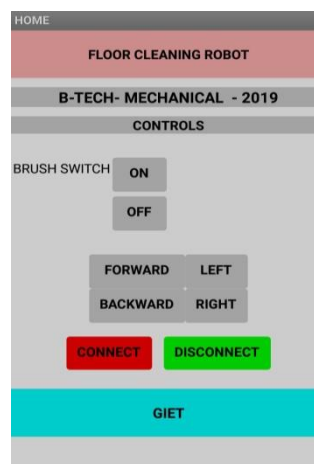 HOME
FLOOR CLEANING ROBOT
B-TECH- MECHANICAL - 2019
CONTROLS
BRUSH SWITCH ON
OFF
FORWARD LEFT
BACKWARD RIGHT
CONNECT DISCONNECT
GIET